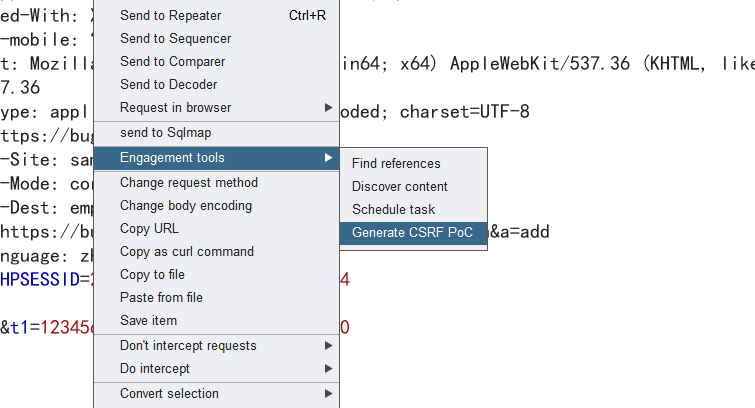 ed-With:
Send to Repeater Ctrl+R
-mobile:
Send to Sequencer
t: Mozilla in64; x64) AppleWebKit/537.36 (KHTML, like
Send to Comparer
7.36
Send to Decoder
ype: appl oded; charset=UTF-8
Request in browser
ttps://bu
send to Sqlmap
-Site: sam
Engagement tools
Find references
-Mode: cor
Change request method
Discover content
-Dest: emp
Change body encoding
Schedule task
https://bu &a=add
Copy URL
Generate CSRF PoC
nguage: zh
Copy as curl command
HPSESSID=2 4
Copy to file
Paste from file
&t1=123456 0
Save item
Don't intercept requests
Do intercept
Convert selection